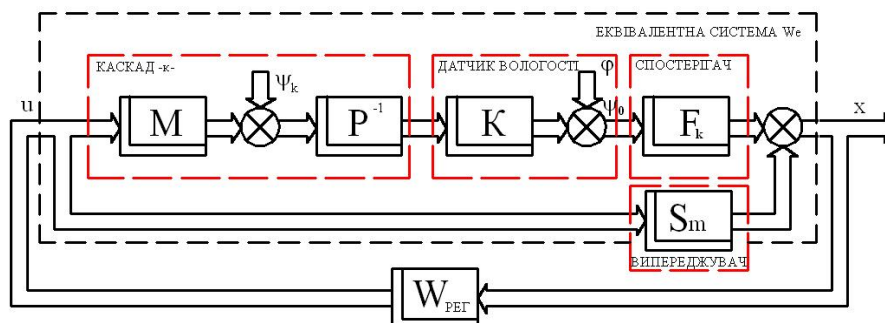 ЕКВІВАЛЕНТНА СИСТЕМА We
КАСКАД -к-
ДАТЧИК ВОЛОГОСТІ
СПОСТЕРІГАЧ
u
ψk
φ
ψ0
x
M
P-1
K
Fk
Sm
ВИПЕРЕДЖУВАЧ
WРЕГ